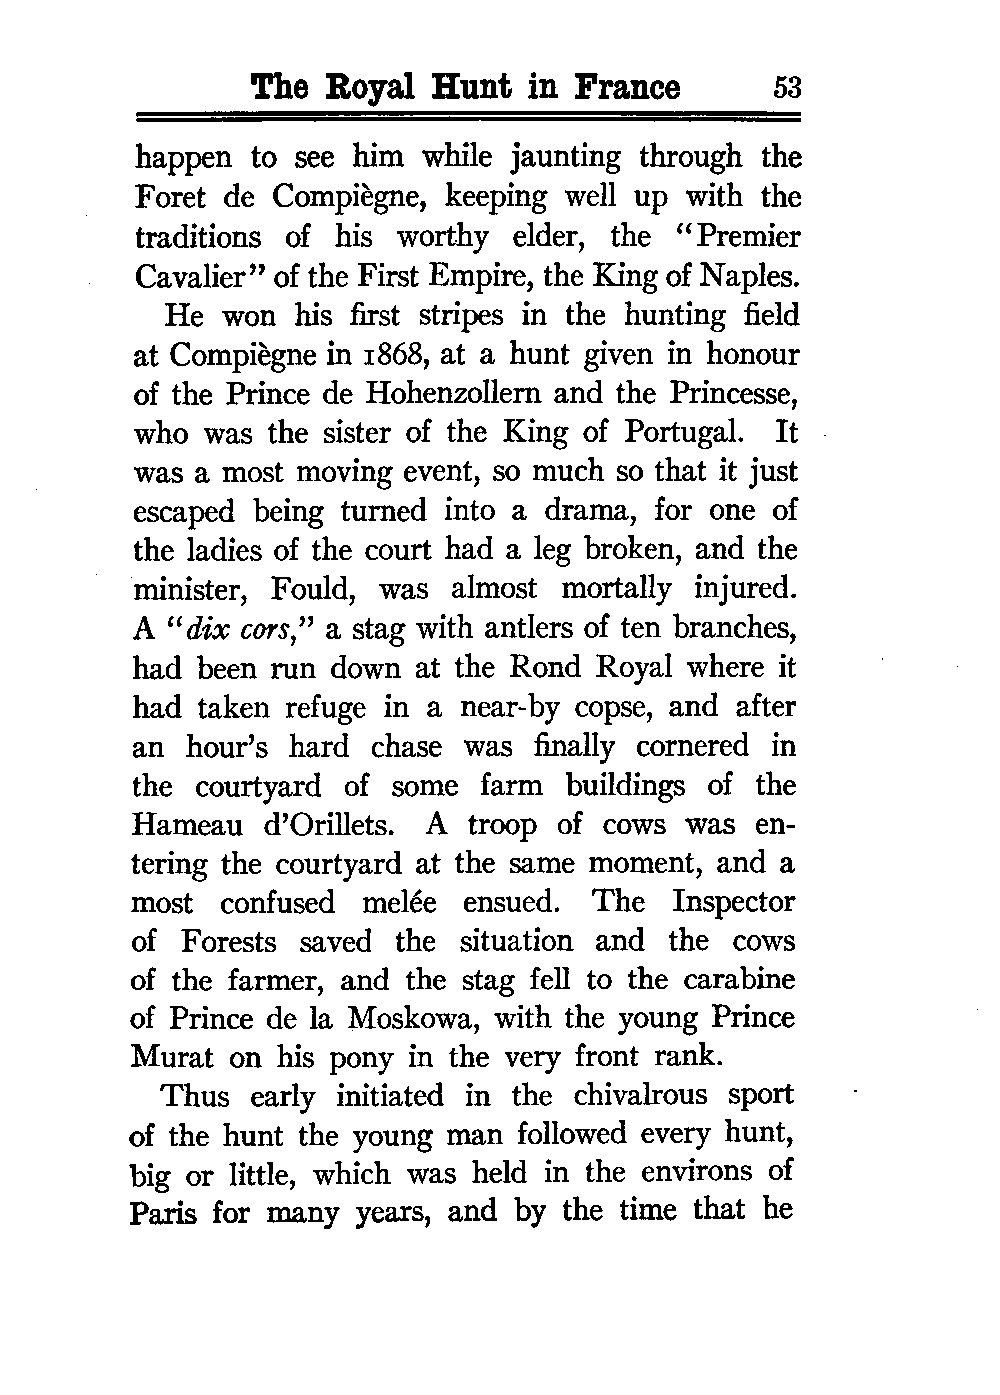 The Royal Hunt in France 53
happen to see him while jaunting through the
Foret de Compiègne, keeping well up with the
traditions of his worthy elder, the “Premier
Cavalier” of the First Empire, the King of Naples.
He won his first stripes in the hunting field
at Compiègne in 1868, at a hunt given in honour
of the Prince de Hohenzollern and the Princesse,
who was the sister of the King of Portugal. It
was a most moving event, so much so that it just
escaped being turned into a drama, for one of
the ladies of the court had a leg broken, and the
minister, Fould, was almost mortally injured.
A “dix cors,” a stag with antlers of ten branches,
had been run down at the Rond Royal where it
had taken refuge in a near-by copse, and after
an hour’s hard chase was finally cornered in
the courtyard of some farm buildings of the
Hameau d’Orillets. A troop of cows was en-
tering the courtyard at the same moment, and a
most confused melée ensued. The Inspector
of Forests saved the situation and the cows
of the farmer, and the stag fell to the carabine
of Prince de la Moskowa, with the young Prince
Murat on his pony in the very front rank.
Thus early initiated in the chivalrous sport
of the hunt the young man followed every hunt,
big or little, which was held in the environs of
Paris for many years, and by the time that he